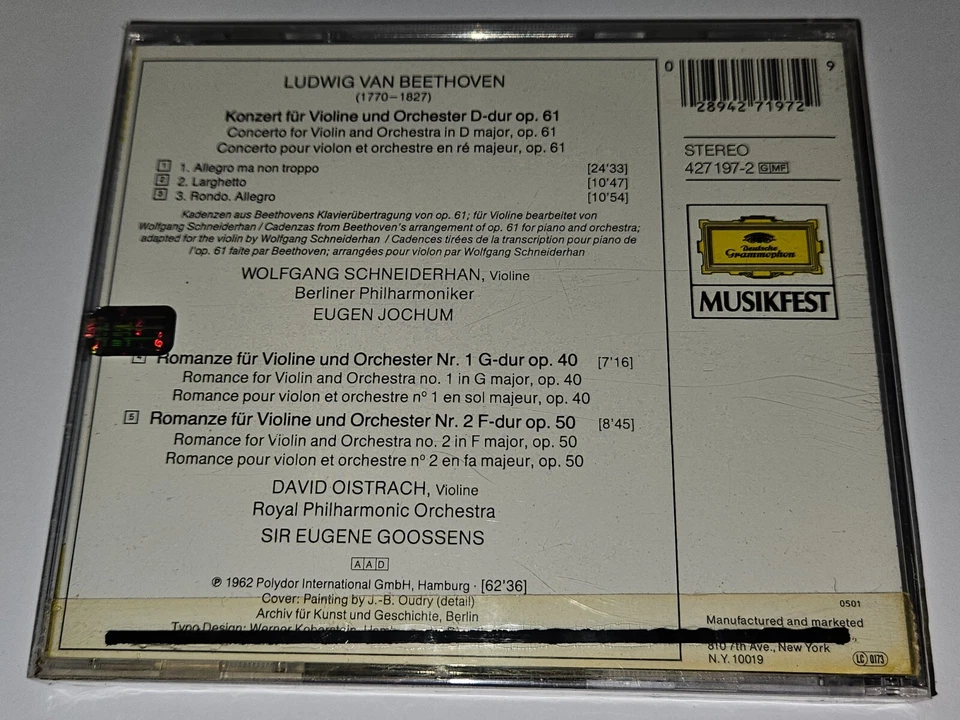 LUDWIG VAN BEETHOVEN
(1770–1827)
Konzert für Violine und Orchester D-dur op. 61
Concerto for Violin and Orchestra in D major, op. 61
Concerto pour violon et orchestre en ré majeur, op. 61
1 1. Allegro ma non troppo [24'33]
2 2. Larghetto [10'47]
3 3. Rondo. Allegro [10'54]
Kadenzen aus Beethovens Klavierübertragung von op. 61; für Violine bearbeitet von
Wolfgang Schneiderhan / Cadenzas from Beethoven's arrangement of op. 61 for piano and orchestra;
adapted for the violin by Wolfgang Schneiderhan / Cadences tirées de la transcription pour piano de
l'op. 61 faite par Beethoven; arrangées pour violon par Wolfgang Schneiderhan
WOLFGANG SCHNEIDERHAN, Violine
Berliner Philharmoniker
EUGEN JOCHUM
Romanze für Violine und Orchester Nr. 1 G-dur op. 40 [7'16]
Romance for Violin and Orchestra no. 1 in G major, op. 40
Romance pour violon et orchestre n° 1 en sol majeur, op. 40
5 Romanze für Violine und Orchester Nr. 2 F-dur op. 50 [8'45]
Romance for Violin and Orchestra no. 2 in F major, op. 50
Romance pour violon et orchestre n° 2 en fa majeur, op. 50
DAVID OISTRACH, Violine
Royal Philharmonic Orchestra
SIR EUGENE GOOSSENS
AAD
℗ 1962 Polydor International GmbH, Hamburg · [62'36]
Cover: Painting by J.-B. Oudry (detail)
Archiv für Kunst und Geschichte, Berlin
Typo Design: Werner
0 28942 71972 9
STEREO
427 197-2 GMF
Deutsche
Grammophon
MUSIKFEST
0501
Manufactured and marketed
810 7th Ave., New York
N.Y. 10019
LC 0173